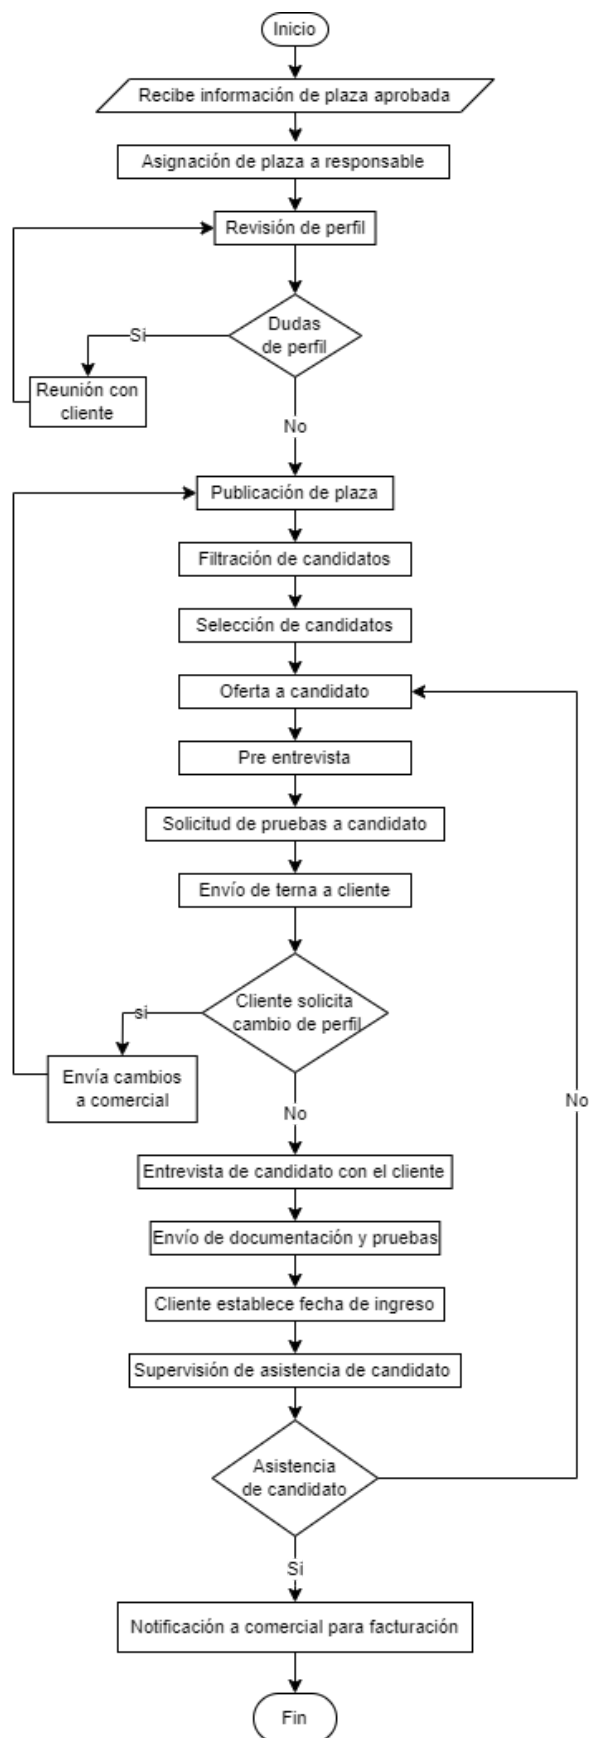 Inicio
Recibe información de plaza aprobada
Asignación de plaza a responsable
Revisión de perfil
Dudas
de perfil
Si
Reunión con
cliente
No
Publicación de plaza
Filtración de candidatos
Selección de candidatos
Oferta a candidato
Pre entrevista
Solicitud de pruebas a candidato
Envío de terna a cliente
Cliente solicita
cambio de perfil
si
Envía cambios
a comercial
No
No
Entrevista de candidato con el cliente
Envío de documentación y pruebas
Cliente establece fecha de ingreso
Supervisión de asistencia de candidato
Asistencia
de candidato
Si
Notificación a comercial para facturación
Fin